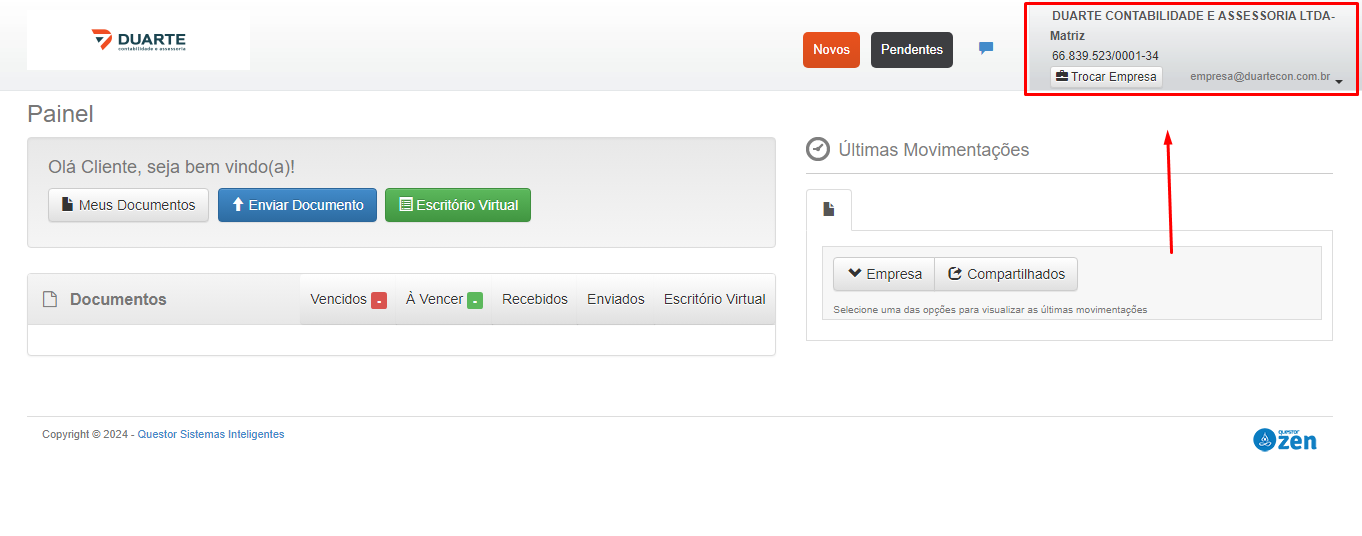 DUARTE
contabilidade e assessoria
Novos
Pendentes
DUARTE CONTABILIDADE E ASSESSORIA LTDA-
Matriz
66.839.523/0001-34
Trocar Empresa
empresa@duartecon.com.br
Painel
Olá Cliente, seja bem vindo(a)!
Meus Documentos
Enviar Documento
Escritório Virtual
Documentos
Vencidos -
À Vencer -
Recebidos
Enviados
Escritório Virtual
Últimas Movimentações
Empresa
Compartilhados
Selecione uma das opções para visualizar as últimas movimentações
Copyright © 2024 - Questor Sistemas Inteligentes
QUESTOR
zen